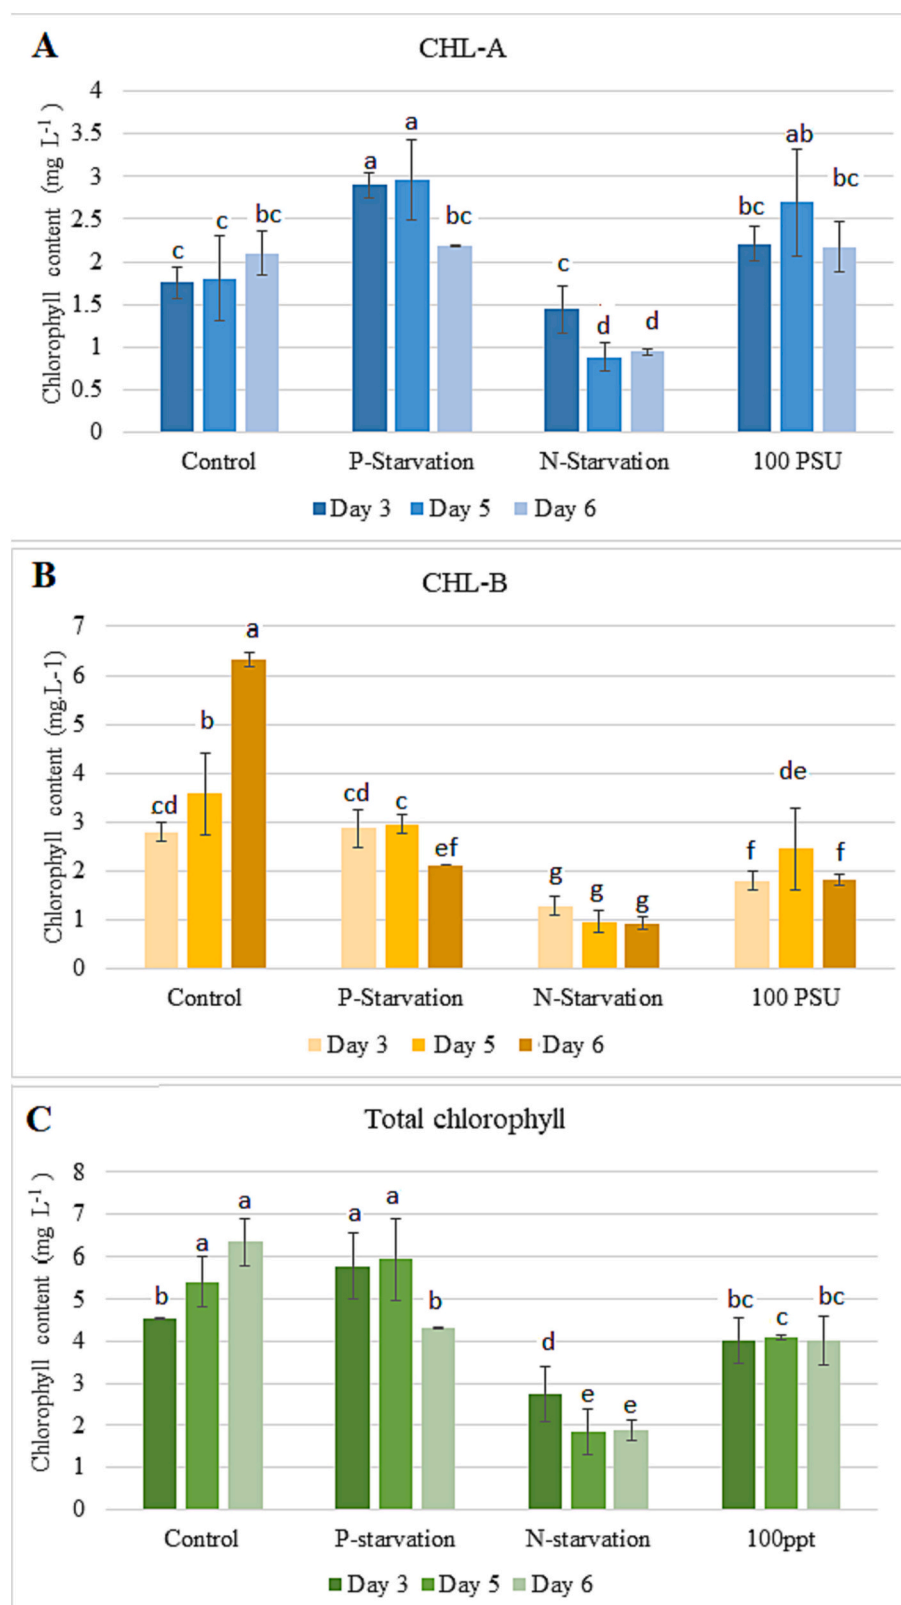 A
CHL-A
Chlorophyll content (mg L-1)
4
3.5
3
2.5
2
1.5
1
0.5
0
c c bc
a a bc
c d d
bc ab bc
Control P-Starvation N-Starvation 100 PSU
Day 3 Day 5 Day 6
B
CHL-B
Chlorophyll content (mg.L-1)
7
6
5
4
3
2
1
0
cd b a
cd c ef
g g g
f de f
Control P-Starvation N-Starvation 100 PSU
Day 3 Day 5 Day 6
C
Total chlorophyll
Chlorophyll content (mg L-1)
8
7
6
5
4
3
2
1
0
b a a
a a b
d e e
bc c bc
Control P-starvation N-starvation 100ppt
Day 3 Day 5 Day 6